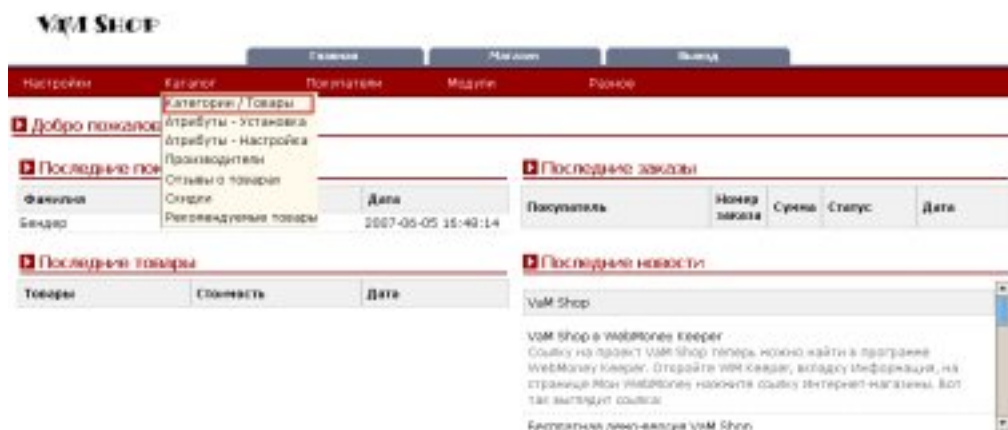 VaM Shop
Главная Магазин Выход
Настройки Каталог Покупатели Модули Разное
Категории / Товары
Атрибуты - Установка
Атрибуты - Настройка
Производители
Отзывы о товарах
Скидки
Рекомендуемые товары
Добро пожалов
Последние пок
Фамилия Дата
Бендер 2007-06-05 16:48:14
Последние заказы
Покупатель Номер заказа Сумма Статус Дата
Последние товары
Товары Стоимость Дата
Последние новости
VaM Shop
VaM Shop в WebMoney Keeper
Ссылку на проект VaM Shop теперь можно найти в программе
WebMoney Keeper. Откройте WM Keeper, вкладку Информация, на
странице Мои WebMoney нажмите ссылку Интернет-магазины. Вот
так выглядит ссылка:
Бесплатная демо-версия VaM Shop